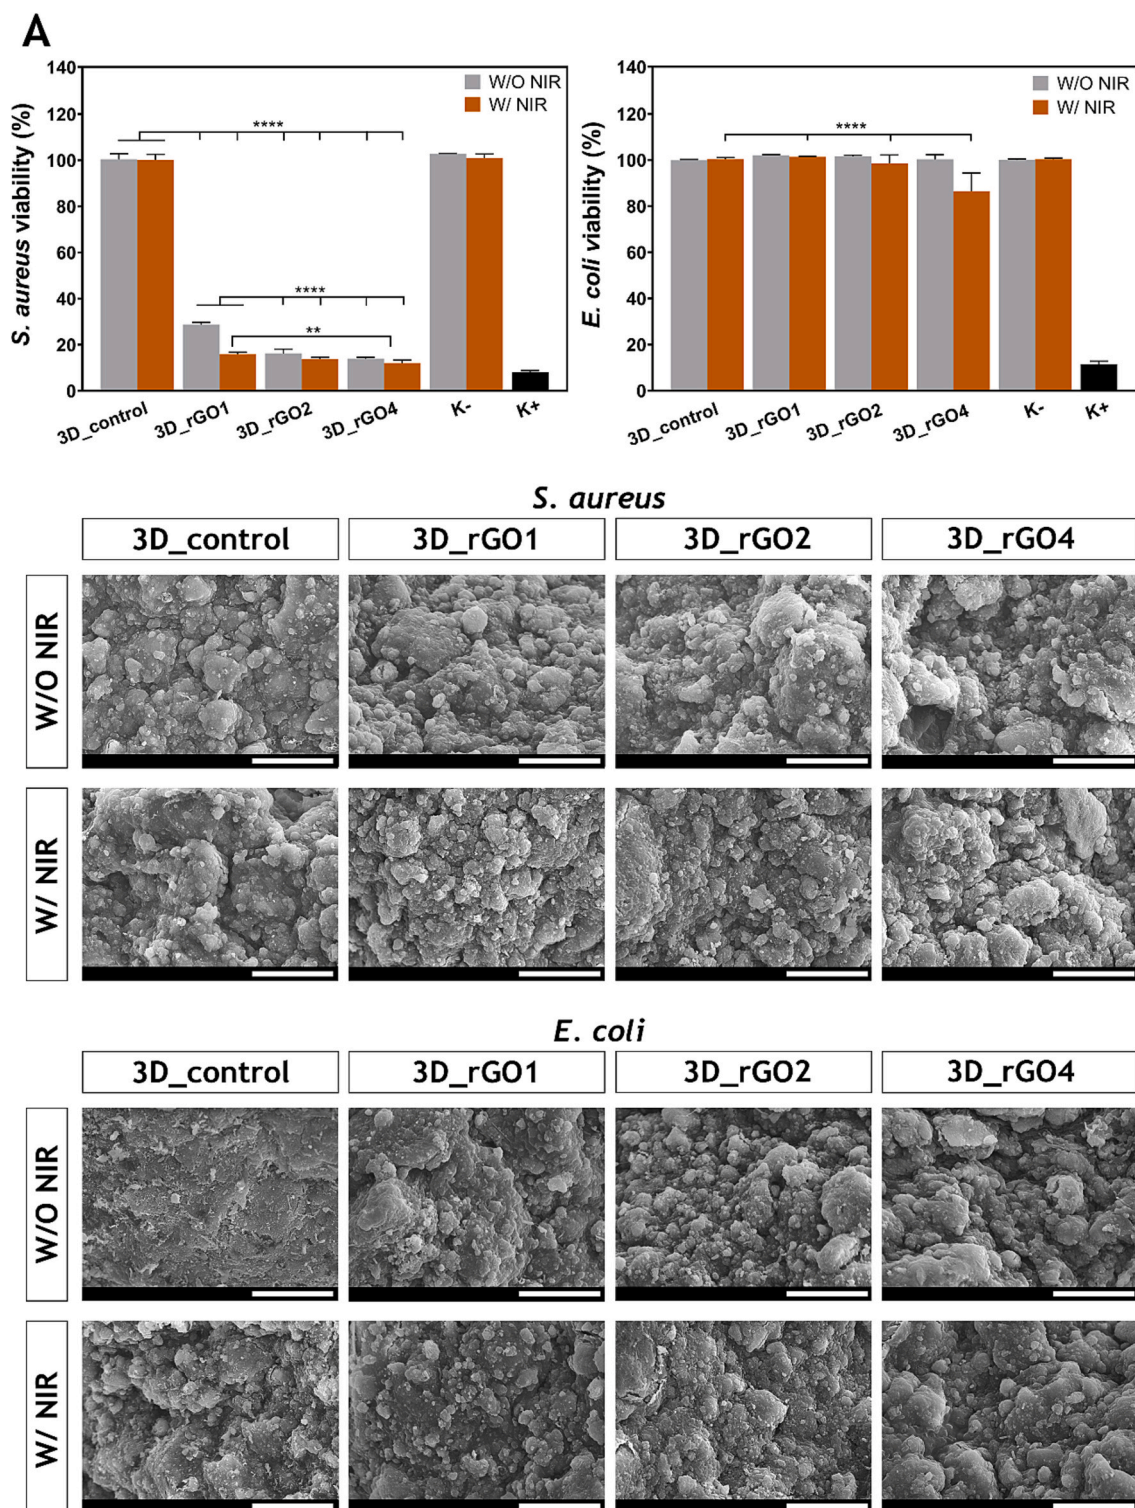 A
S. aureus viability (%)
140
120
100
80
60
40
20
0
W/O NIR
W/ NIR
****
****
**
3D_control
3D_rGO1
3D_rGO2
3D_rGO4
K-
K+
E. coli viability (%)
140
120
100
80
60
40
20
0
W/O NIR
W/ NIR
****
3D_control
3D_rGO1
3D_rGO2
3D_rGO4
K-
K+
S. aureus
3D_control
3D_rGO1
3D_rGO2
3D_rGO4
W/O NIR
W/ NIR
E. coli
3D_control
3D_rGO1
3D_rGO2
3D_rGO4
W/O NIR
W/ NIR